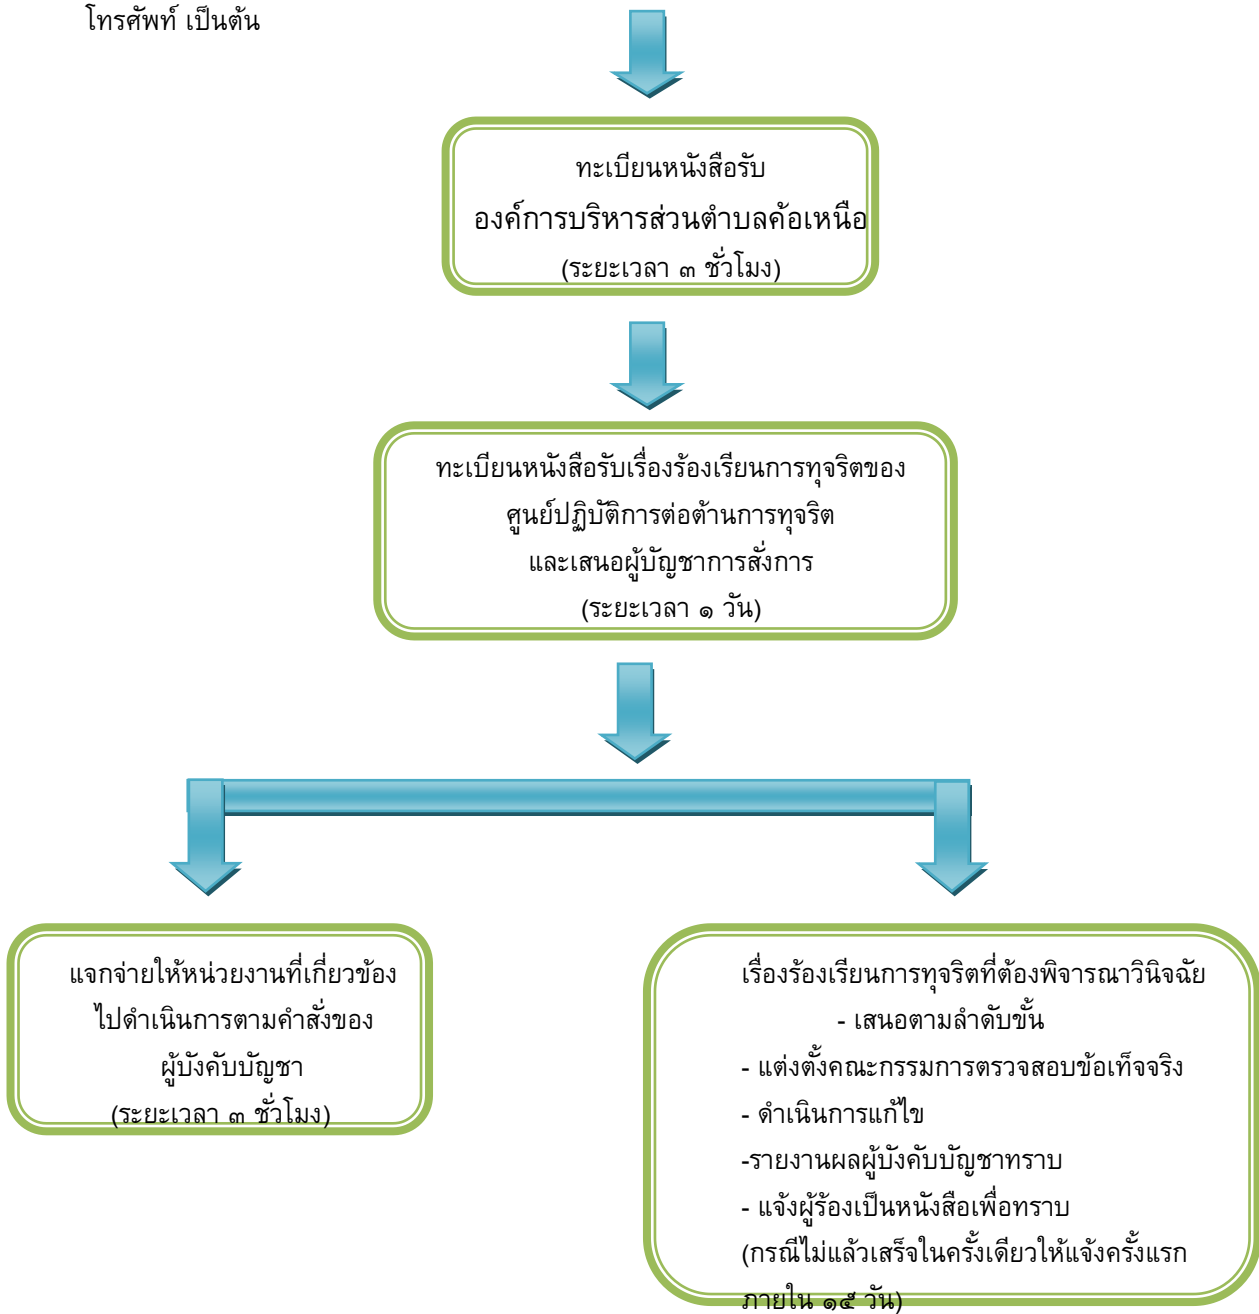 โทรศัพท์ เป็นต้น
ทะเบียนหนังสือรับ
องค์การบริหารส่วนตำบลค้อเหนือ
(ระยะเวลา ๓ ชั่วโมง)
ทะเบียนหนังสือรับเรื่องร้องเรียนการทุจริตของ
ศูนย์ปฏิบัติการต่อต้านการทุจริต
และเสนอผู้บัญชาการสั่งการ
(ระยะเวลา ๑ วัน)
แจกจ่ายให้หน่วยงานที่เกี่ยวข้อง
ไปดำเนินการตามคำสั่งของ
ผู้บังคับบัญชา
(ระยะเวลา ๓ ชั่วโมง)
เรื่องร้องเรียนการทุจริตที่ต้องพิจารณาวินิจฉัย
- เสนอตามลำดับขั้น
- แต่งตั้งคณะกรรมการตรวจสอบข้อเท็จจริง
- ดำเนินการแก้ไข
-รายงานผลผู้บังคับบัญชาทราบ
- แจ้งผู้ร้องเป็นหนังสือเพื่อทราบ
(กรณีไม่แล้วเสร็จในครั้งเดียวให้แจ้งครั้งแรก
ภายใน ๑๕ วัน)